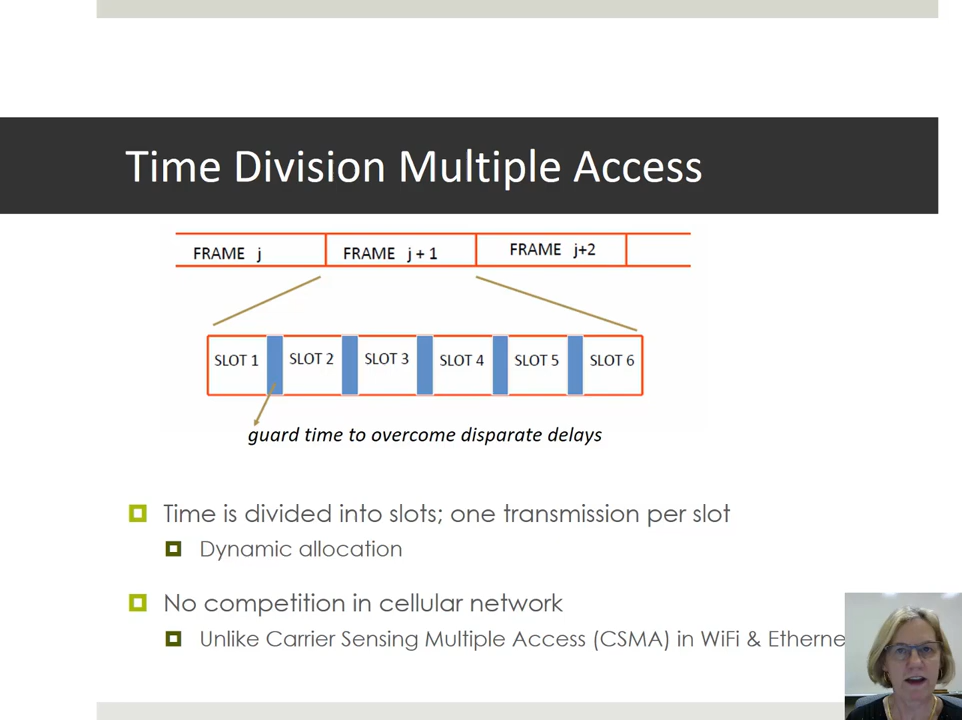 Time Division Multiple Access
FRAME j FRAME j + 1 FRAME j+2
SLOT 1 SLOT 2 SLOT 3 SLOT 4 SLOT 5 SLOT 6
guard time to overcome disparate delays
Time is divided into slots; one transmission per slot
Dynamic allocation
No competition in cellular network
Unlike Carrier Sensing Multiple Access (CSMA) in WiFi & Etherne